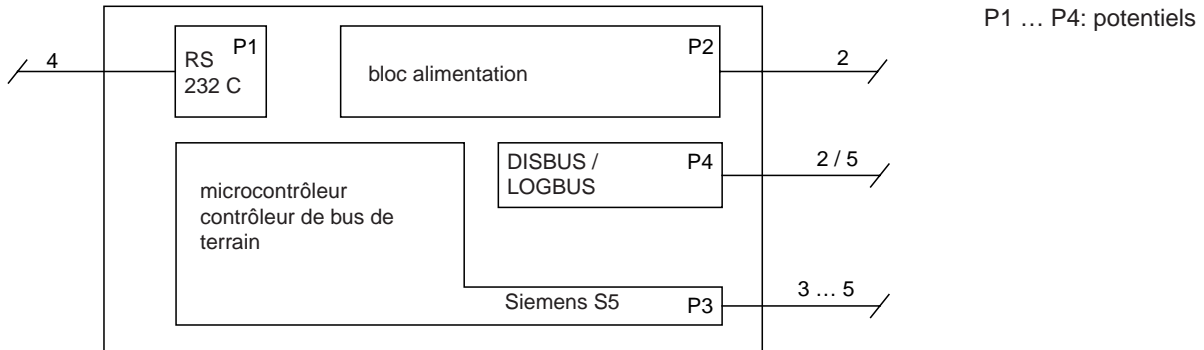 P1 … P4: potentiels
4
RS
232 C
P1
bloc alimentation
P2
2
DISBUS /
LOGBUS
P4
2 / 5
microcontrôleur
contrôleur de bus de
terrain
Siemens S5
P3
3 … 5